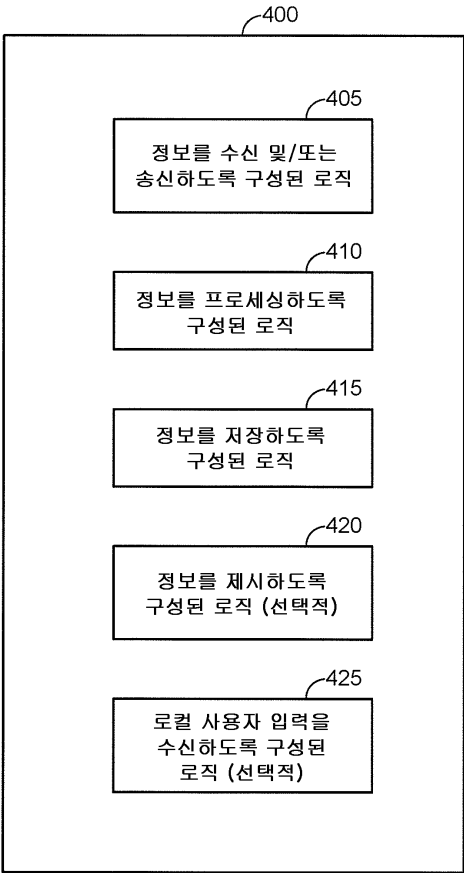 400
405
정보를 수신 및/또는
송신하도록 구성된 로직
410
정보를 프로세싱하도록
구성된 로직
415
정보를 저장하도록
구성된 로직
420
정보를 제시하도록
구성된 로직 (선택적)
425
로컬 사용자 입력을
수신하도록 구성된
로직 (선택적)